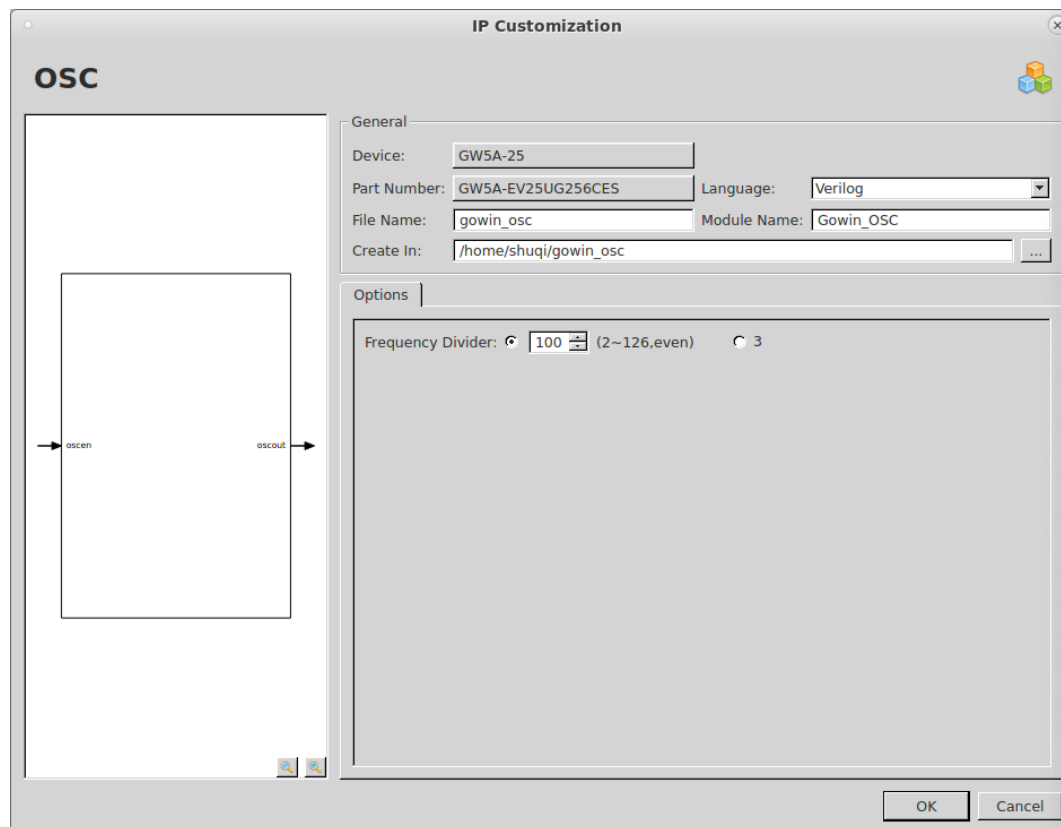 IP Customization
OSC
General
Device: GW5A-25
Part Number: GW5A-EV25UG256CES Language: Verilog
File Name: gowin_osc Module Name: Gowin_OSC
Create In: /home/shuqi/gowin_osc ...
Options
Frequency Divider: 100 (2~126,even) 3
oscen oscout
OK Cancel